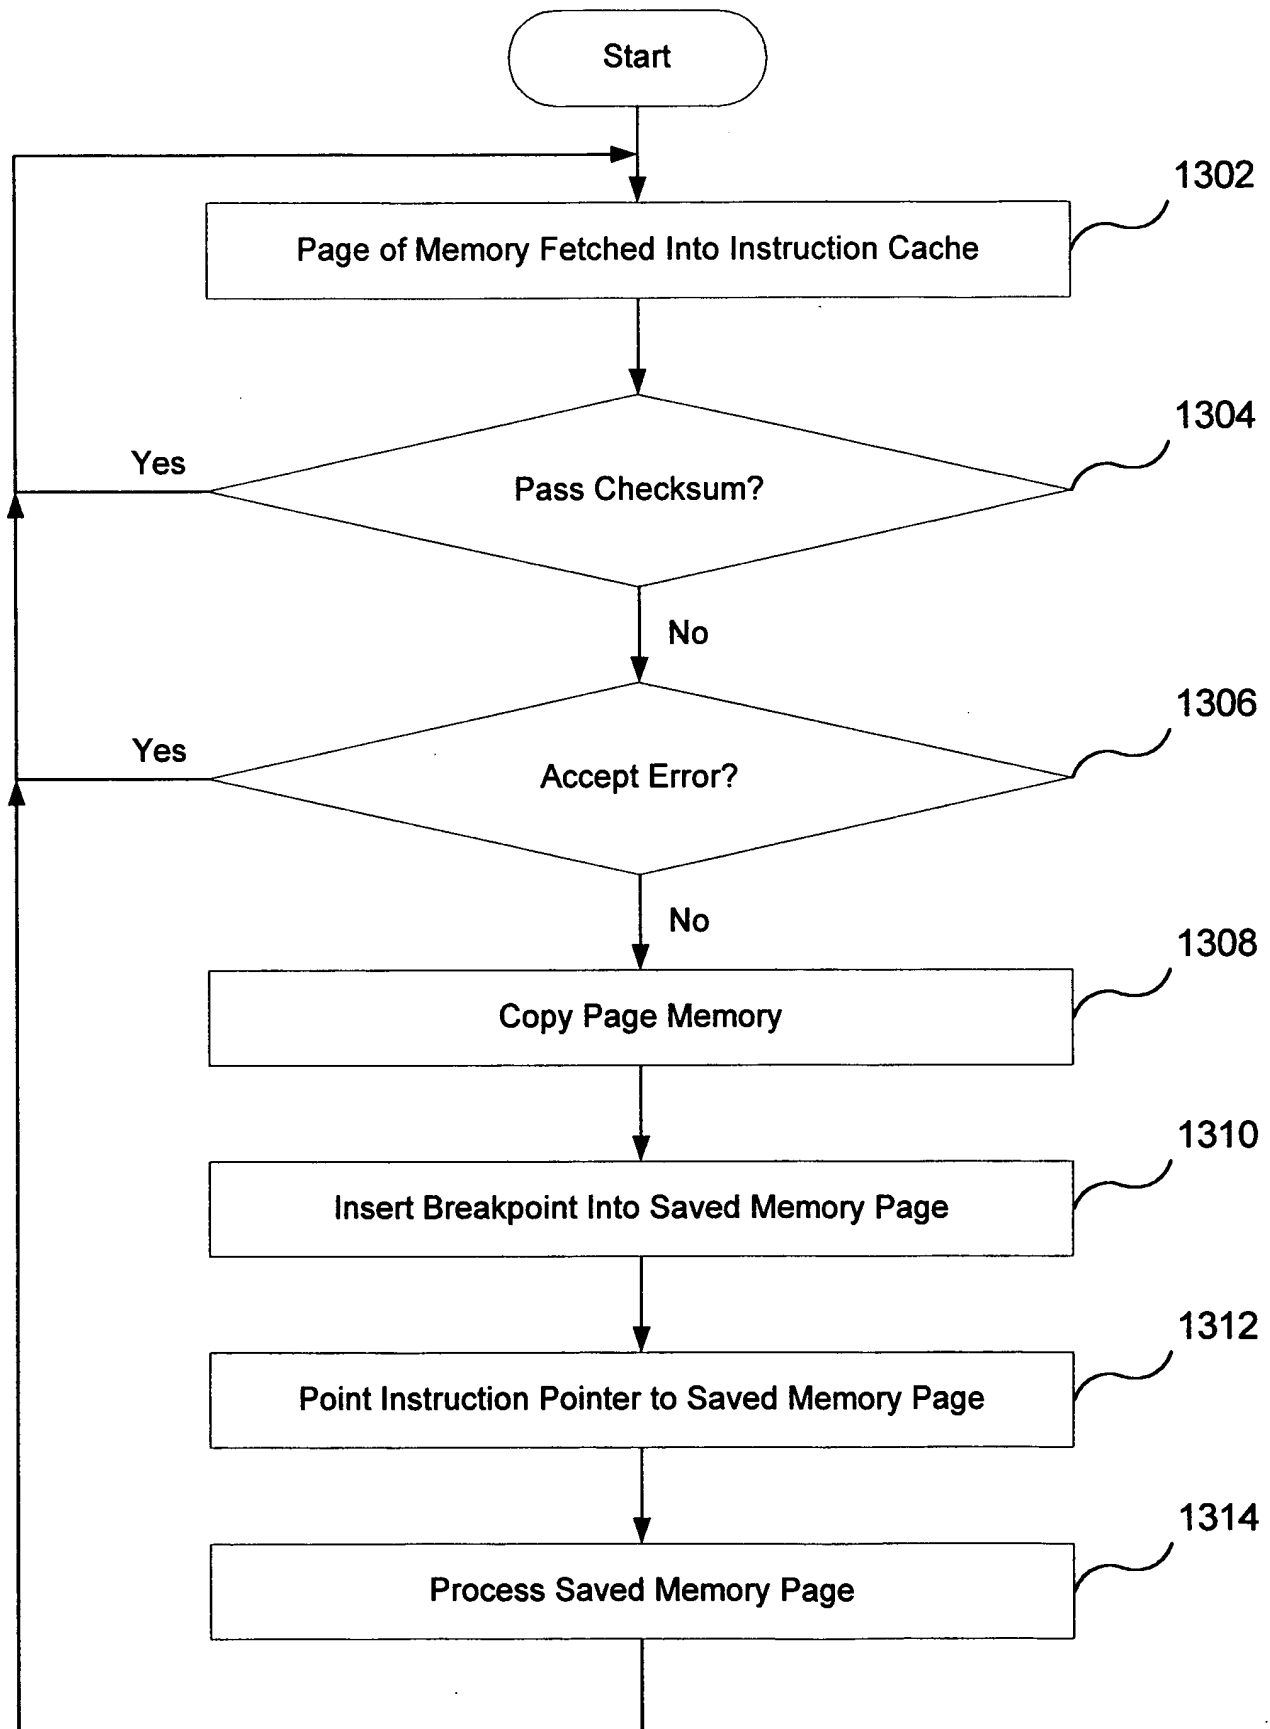 Start
1302
Page of Memory Fetched Into Instruction Cache
1304
Yes
Pass Checksum?
No
1306
Yes
Accept Error?
No
1308
Copy Page Memory
1310
Insert Breakpoint Into Saved Memory Page
1312
Point Instruction Pointer to Saved Memory Page
1314
Process Saved Memory Page